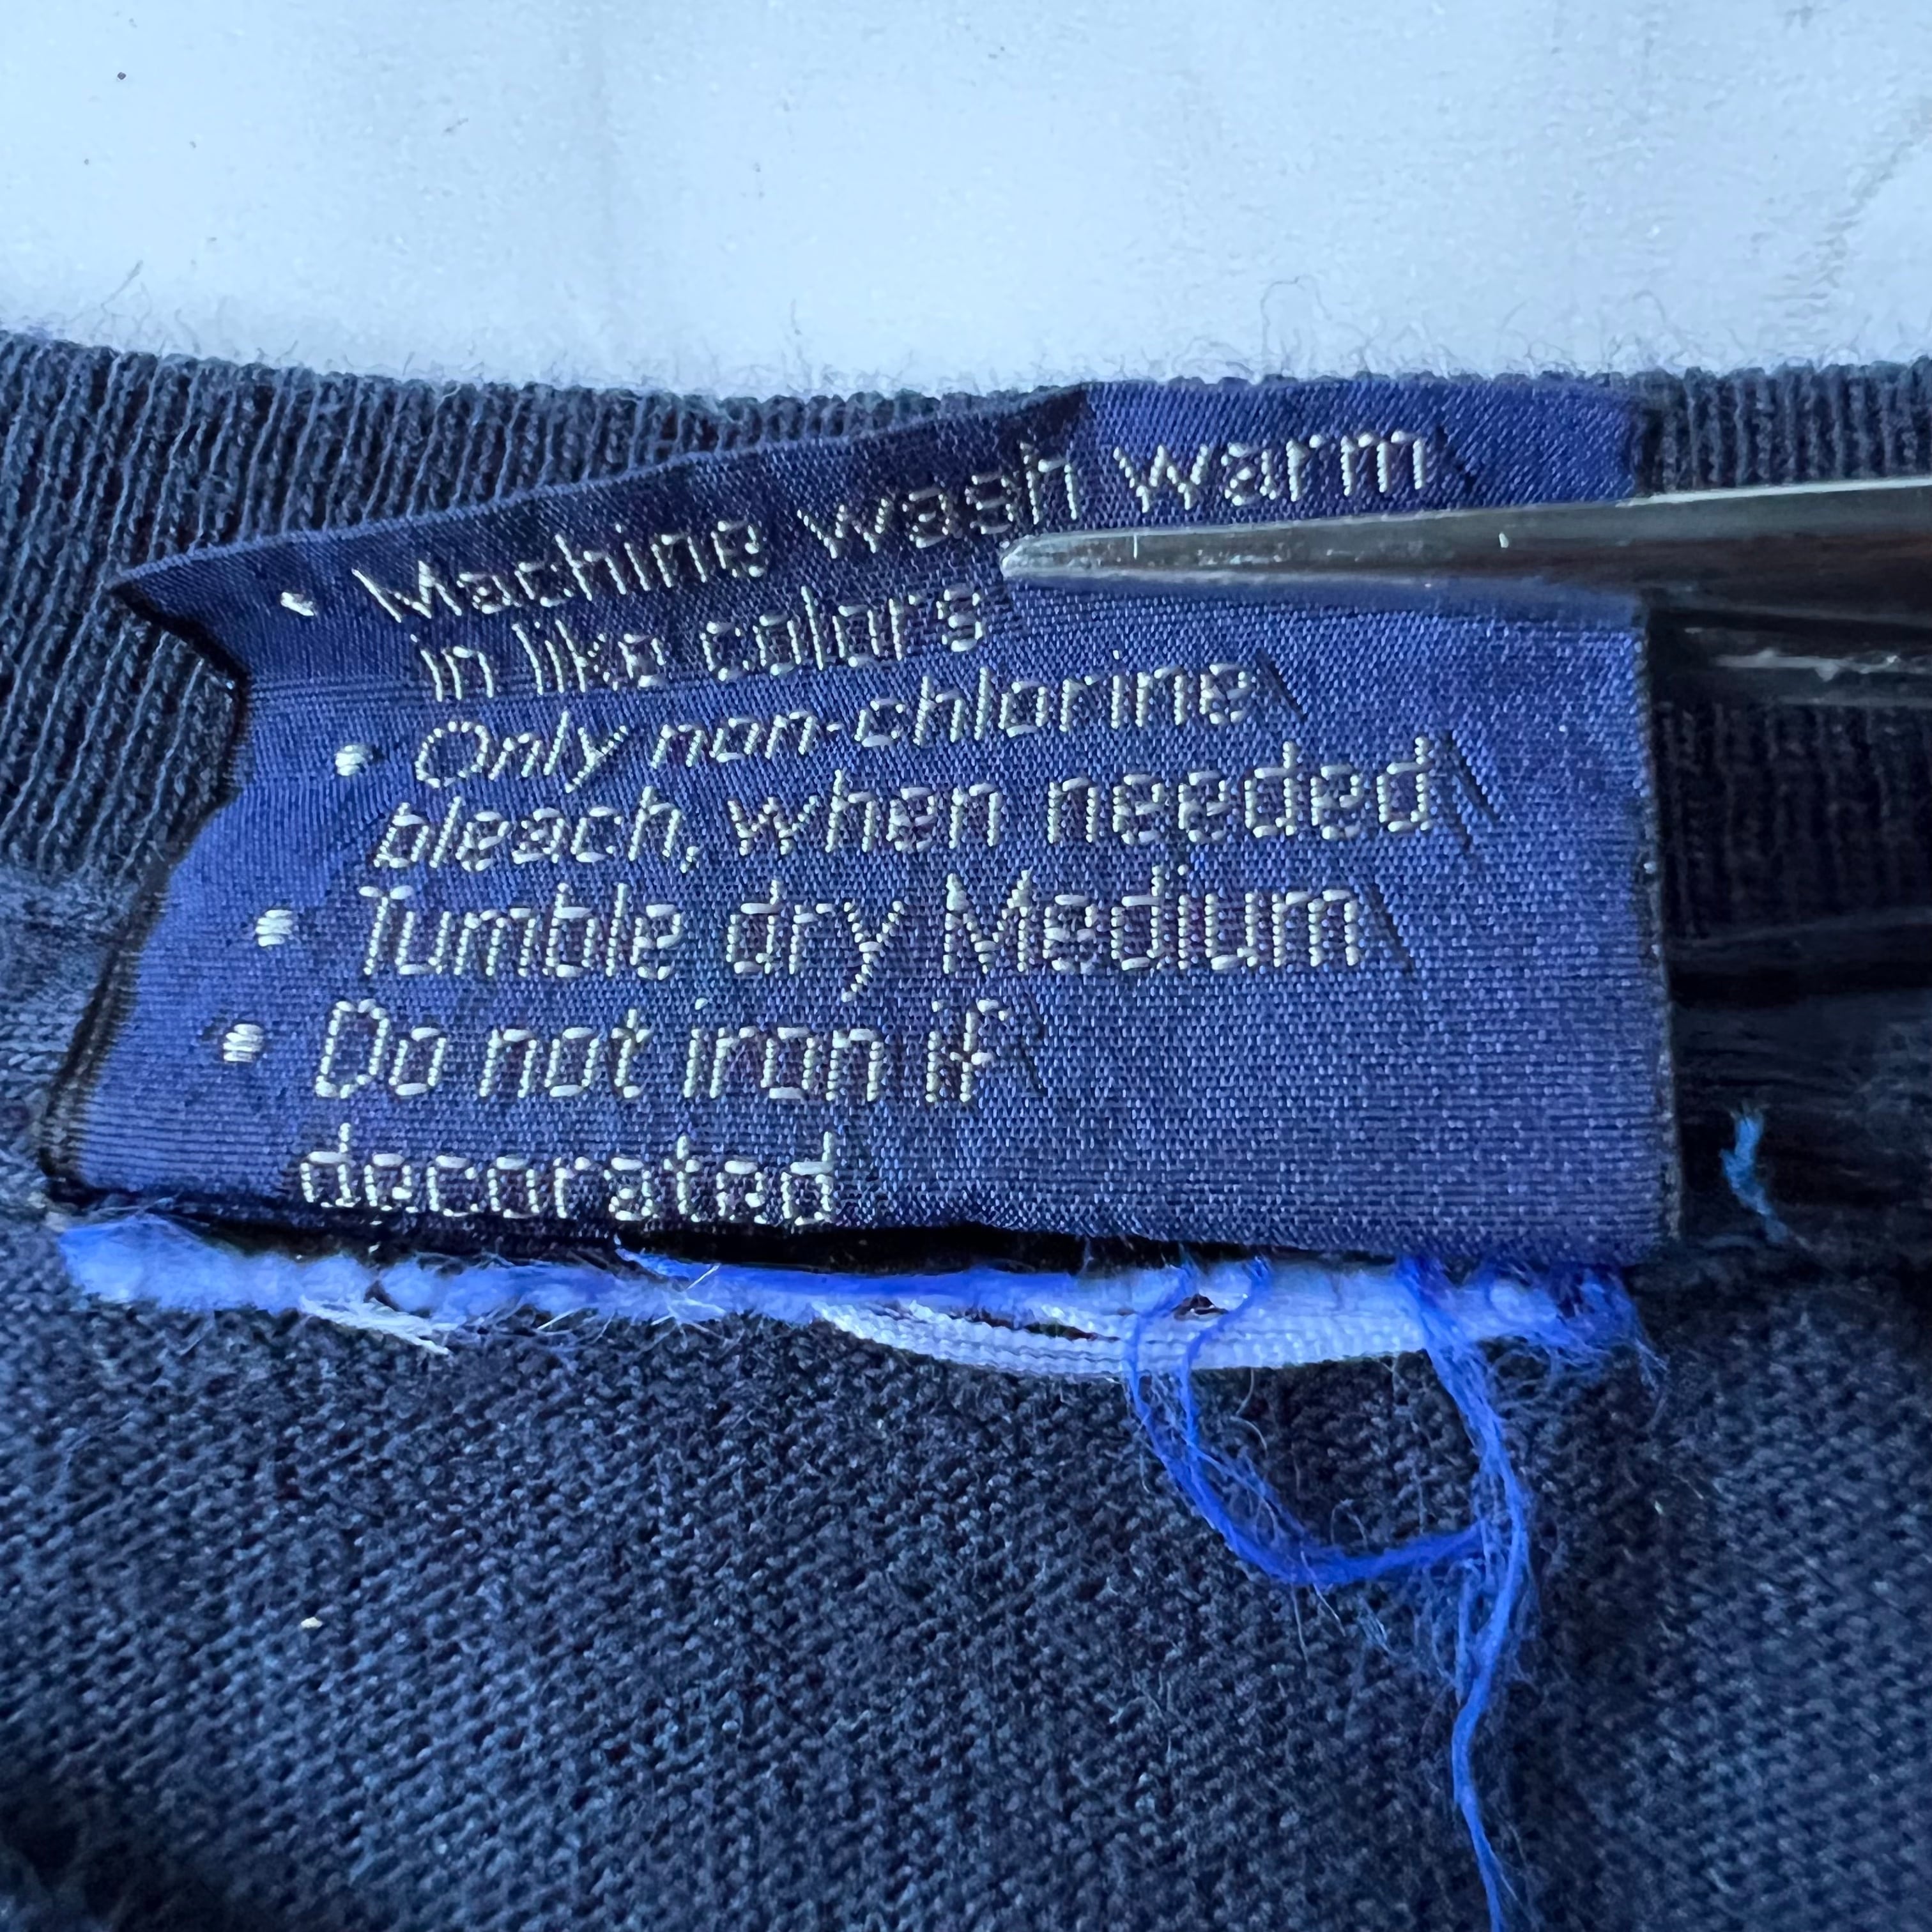 • Machine wash warm
in like colors
• Only non-chlorine
bleach, when needed
• Tumble dry Medium
• Do not iron if
decorated